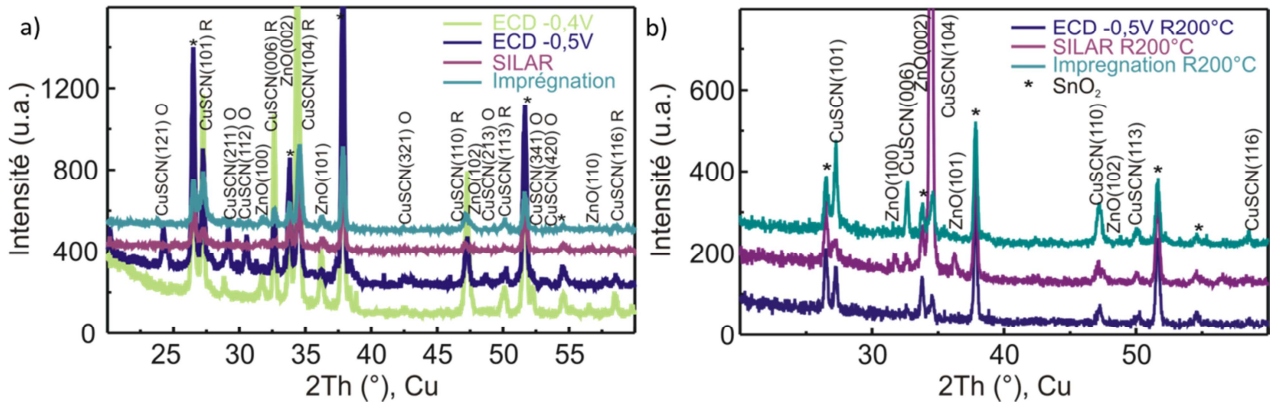 a)
Intensité (u.a.)
1200
800
400
0
25
30
35
40
45
50
55
2Th (°), Cu
ECD -0,4V
ECD -0,5V
SILAR
Imprégnation
CuSCN(121) O
*
CuSCN(101) R
CuSCN(211) O
CuSCN(112) O
ZnO(100)
CuSCN(006) R
*
ZnO(002)
CuSCN(104) R
ZnO(101)
*
CuSCN(321) O
CuSCN(110) R
ZnO(102)
CuSCN(213) O
CuSCN(113) R
*
CuSCN(341) O
CuSCN(420) O
*
ZnO(110)
CuSCN(116) R
b)
Intensité (u.a.)
600
400
200
0
30
40
50
2Th (°), Cu
ECD -0,5V R200°C
SILAR R200°C
Impregnation R200°C
* SnO₂
*
CuSCN(101)
ZnO(100)
CuSCN(006)
*
ZnO(002)
CuSCN(104)
ZnO(101)
*
CuSCN(110)
ZnO(102)
CuSCN(113)
*
*
CuSCN(116)